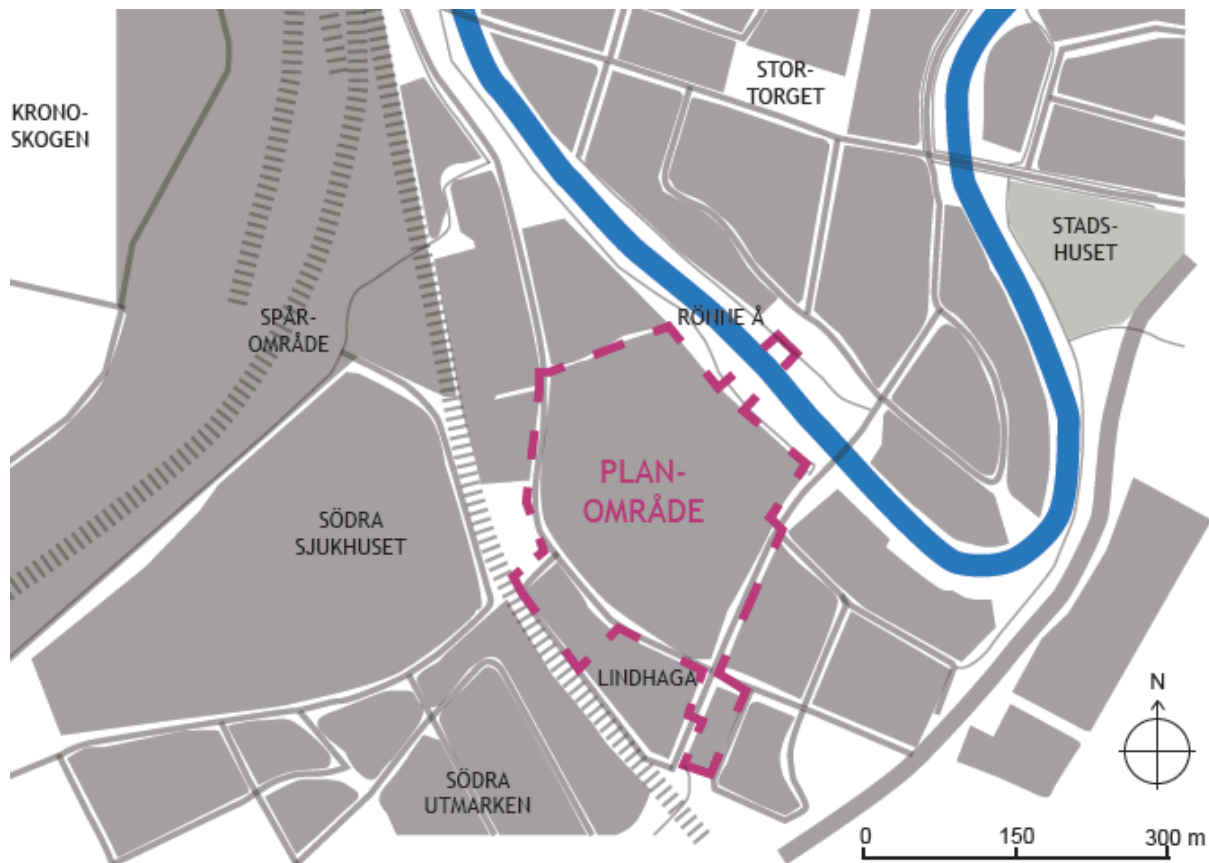 STOR-
TORGET
KRONO-
SKOGEN
STADS-
HUSET
SPÅR-
OMRÅDE
RÖNNE Å
PLAN-
OMRÅDE
SÖDRA
SJUKHUSET
LINDHAGA
N
SÖDRA
UTMARKEN
0 150 300 m